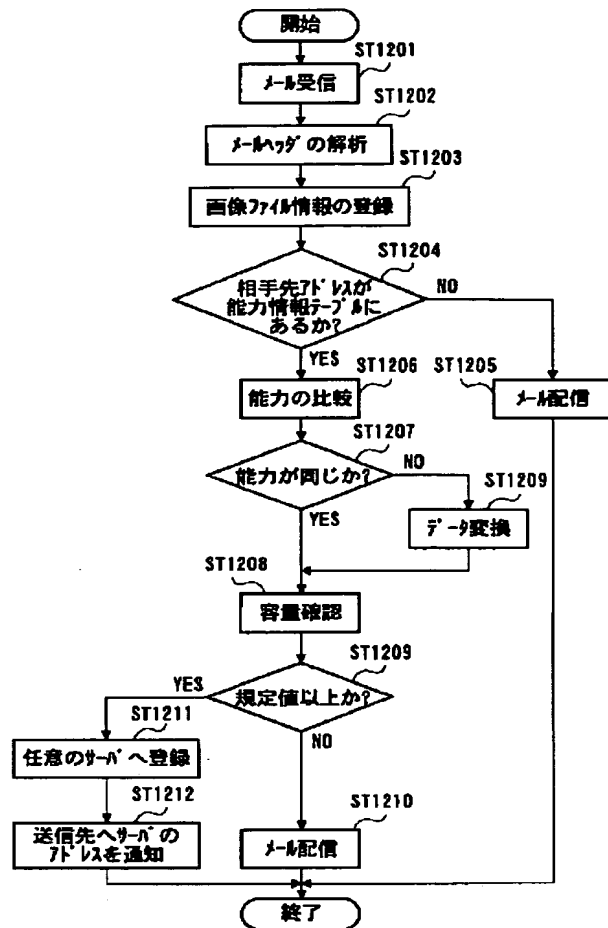 開始
ST1201
メール受信
ST1202
メールヘッダの解析
ST1203
画像ファイル情報の登録
ST1204
相手先アドレスが
能力情報テーブルに
あるか?
NO
YES
ST1206
能力の比較
ST1205
メール配信
ST1207
能力が同じか?
NO
YES
ST1209
データ変換
ST1208
容量確認
ST1209
規定値以上か?
YES
NO
ST1211
任意のサーバへ登録
ST1212
送信先へサーバの
アドレスを通知
ST1210
メール配信
終了